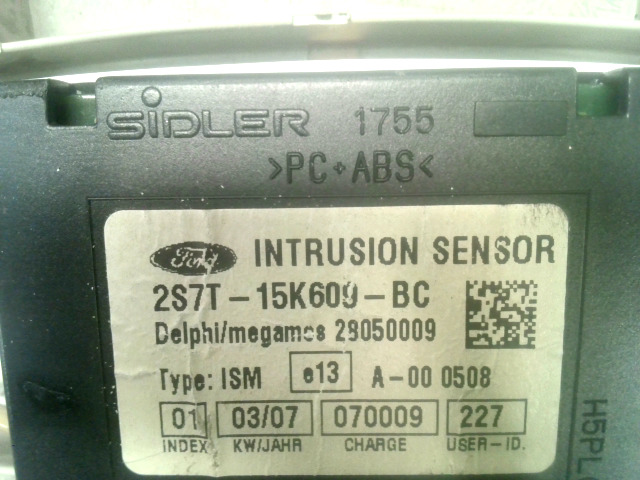 SIDLER 1755
>PC+ABS<
Ford INTRUSION SENSOR
2S7T-15K609-BC
Delphi/megamos 28050009
Type: ISM e13 A-00 0508
01 03/07 070009 227
INDEX KW/JAHR CHARGE USER-ID.